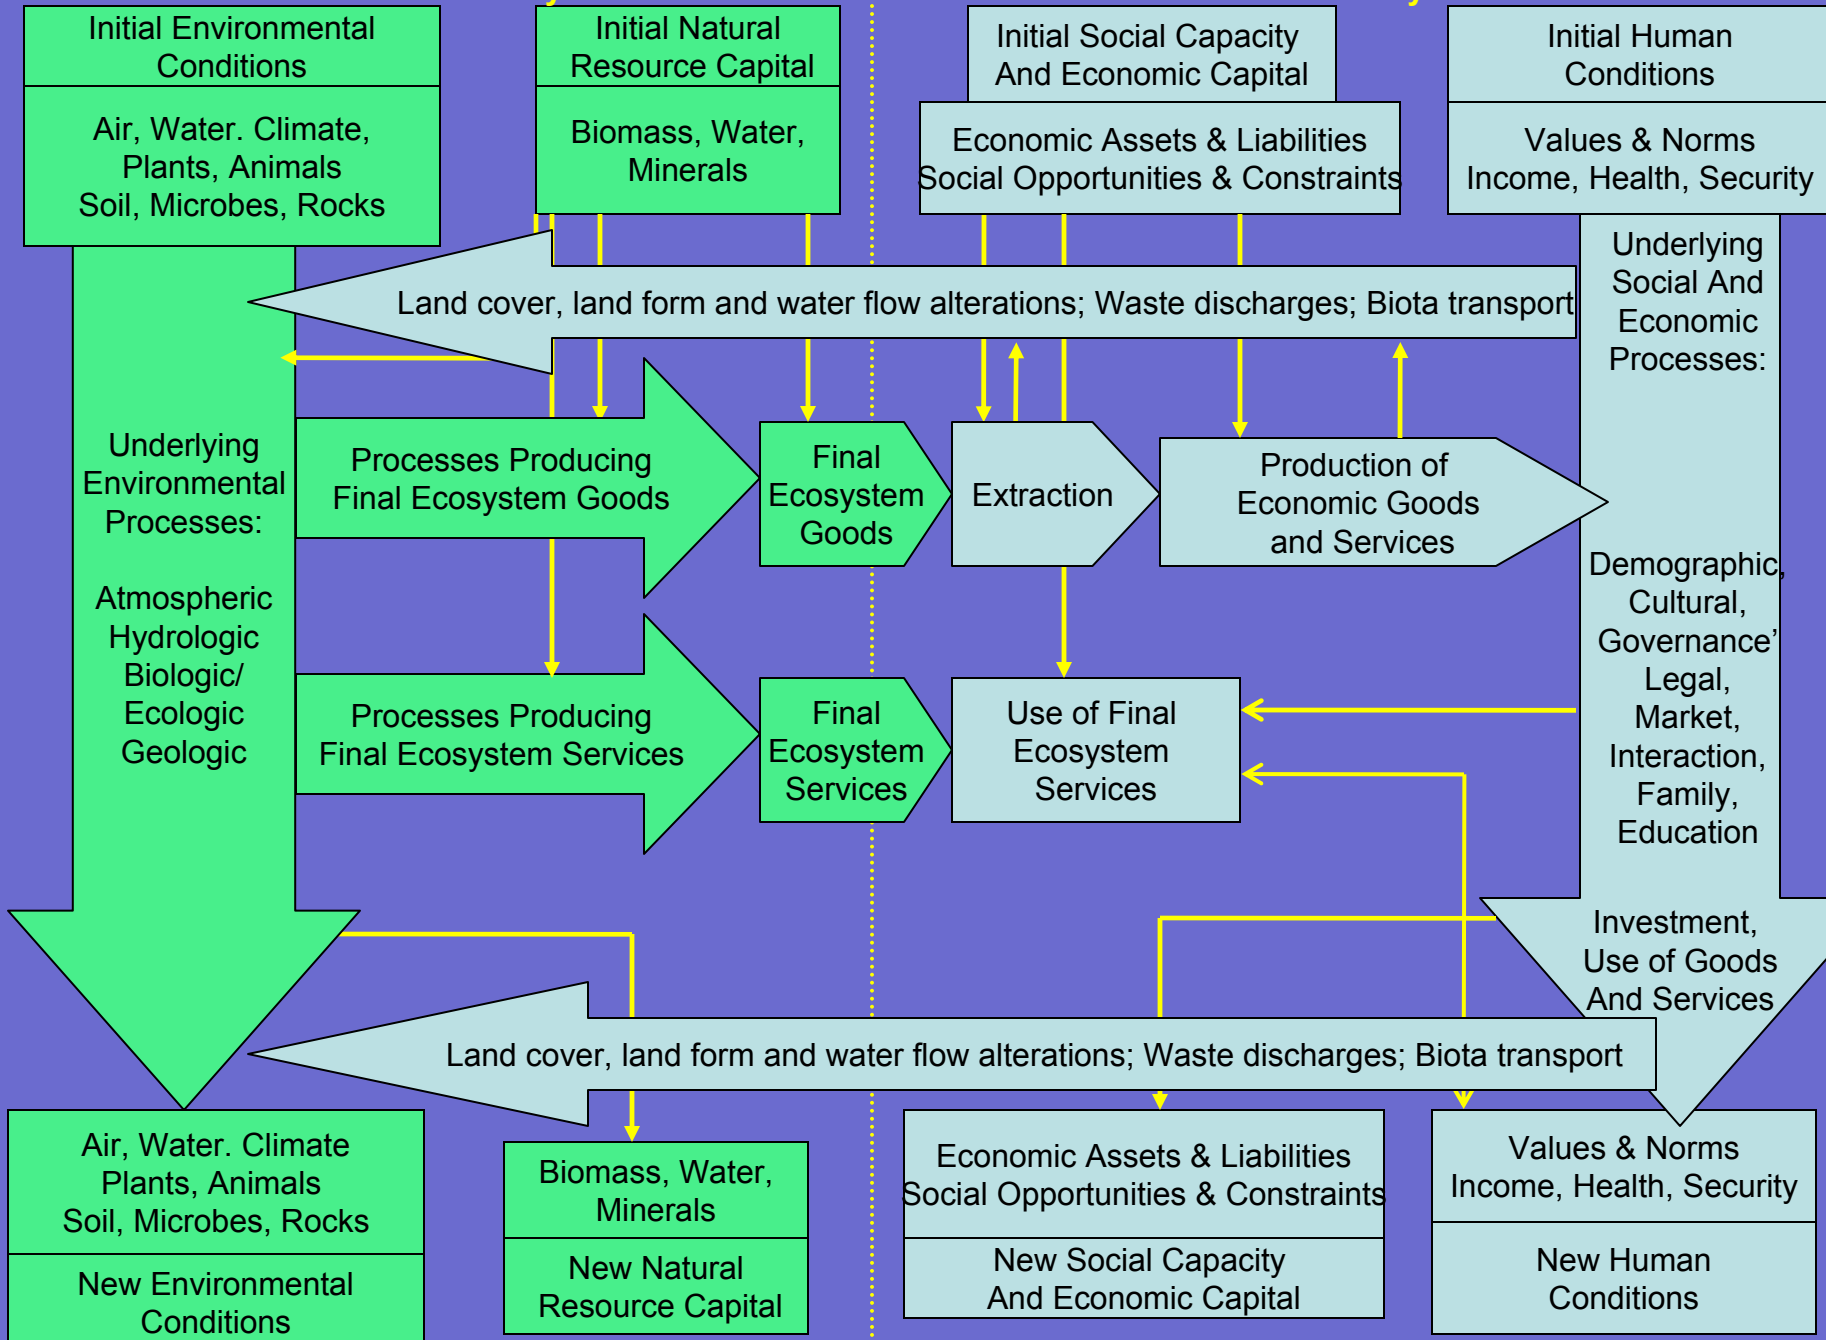 Initial Environmental
Conditions
Air, Water. Climate,
Plants, Animals
Soil, Microbes, Rocks
Initial Natural
Resource Capital
Biomass, Water,
Minerals
Initial Social Capacity
And Economic Capital
Economic Assets & Liabilities
Social Opportunities & Constraints
Initial Human
Conditions
Values & Norms
Income, Health, Security
Land cover, land form and water flow alterations; Waste discharges; Biota transport
Underlying
Social And
Economic
Processes:
Underlying
Environmental
Processes:
Atmospheric
Hydrologic
Biologic/
Ecologic
Geologic
Processes Producing
Final Ecosystem Goods
Final
Ecosystem
Goods
Extraction
Production of
Economic Goods
and Services
Demographic,
Cultural,
Governance’
Legal,
Market,
Interaction,
Family,
Education
Processes Producing
Final Ecosystem Services
Final
Ecosystem
Services
Use of Final
Ecosystem
Services
Investment,
Use of Goods
And Services
Land cover, land form and water flow alterations; Waste discharges; Biota transport
Air, Water. Climate
Plants, Animals
Soil, Microbes, Rocks
New Environmental
Conditions
Biomass, Water,
Minerals
New Natural
Resource Capital
Economic Assets & Liabilities
Social Opportunities & Constraints
New Social Capacity
And Economic Capital
Values & Norms
Income, Health, Security
New Human
Conditions